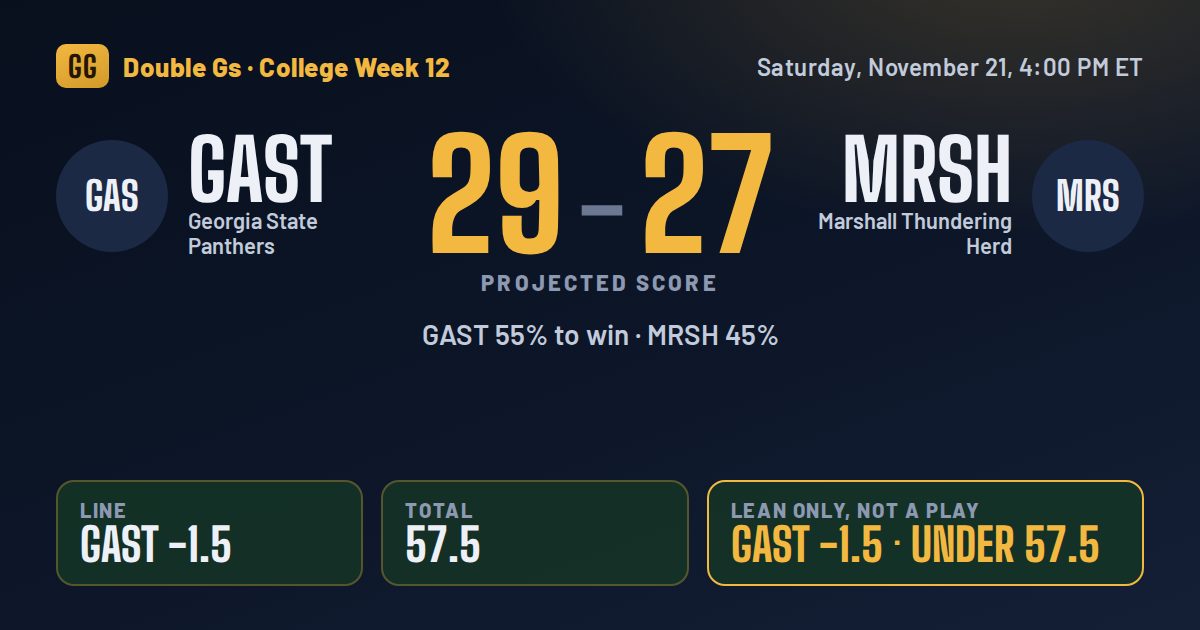 GG Double Gs · College Week 12
Saturday, November 21, 4:00 PM ET
GAS
GAST
Georgia State
Panthers
29 – 27
PROJECTED SCORE
GAST 55% to win · MRSH 45%
MRSH
Marshall Thundering
Herd
MRS
LINE
GAST −1.5
TOTAL
57.5
LEAN ONLY, NOT A PLAY
GAST −1.5 · UNDER 57.5